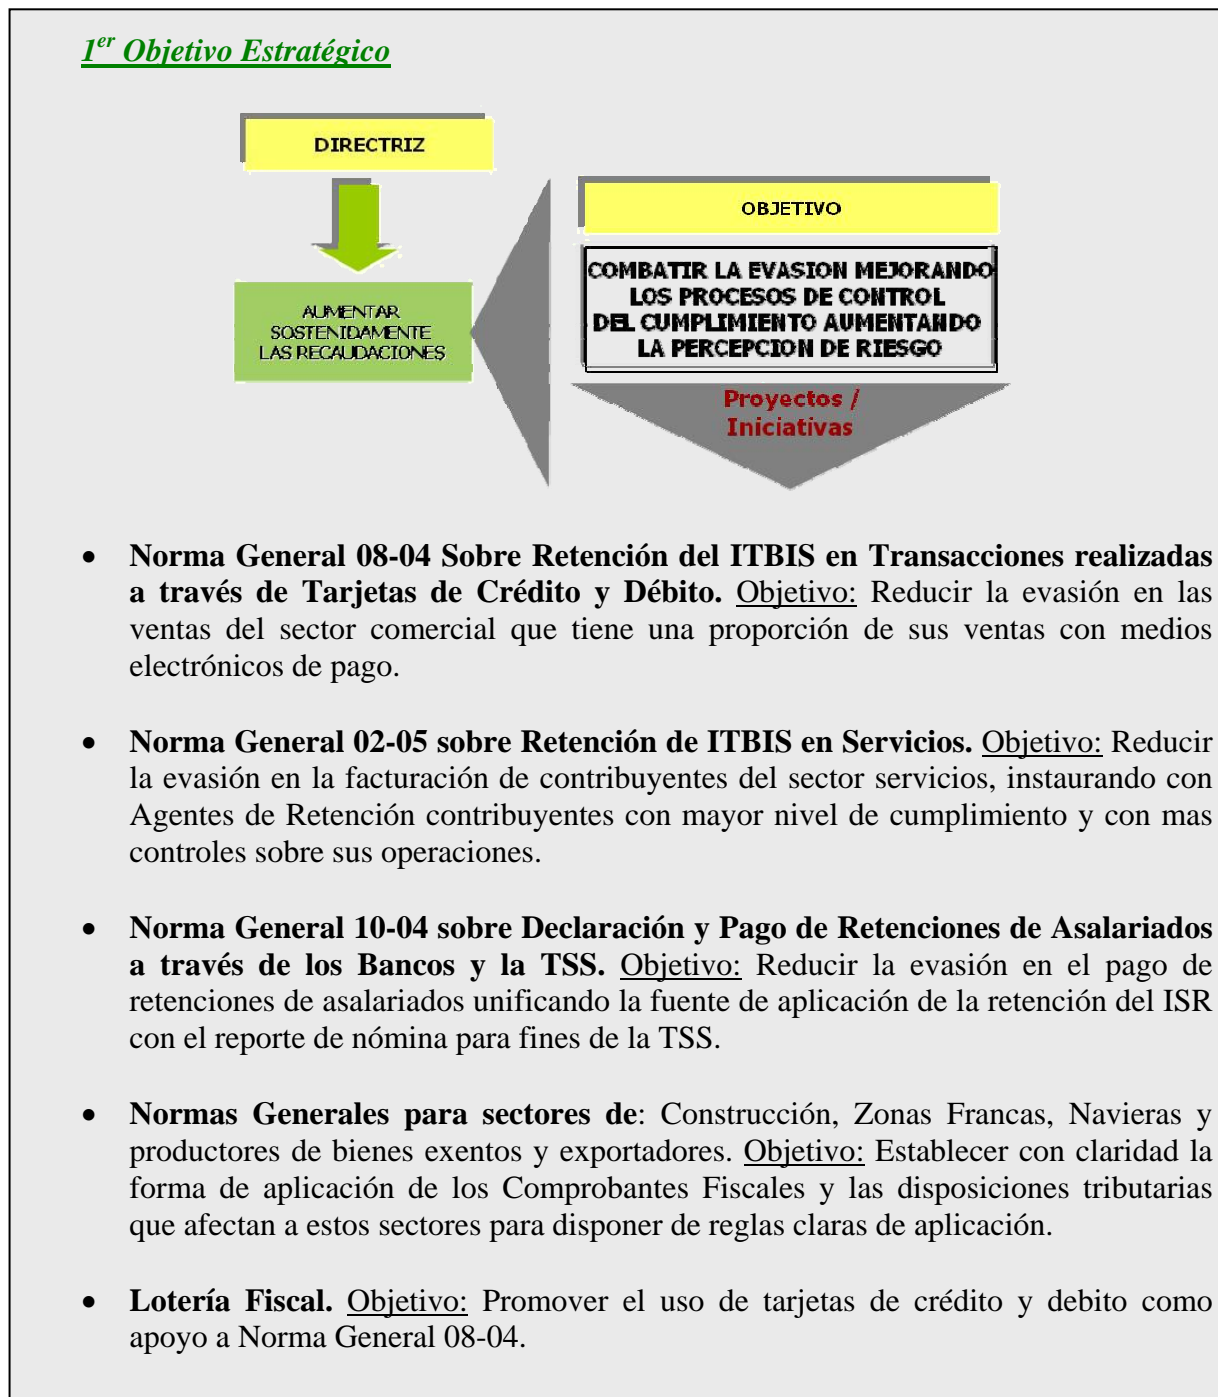 1er Objetivo Estratégico
DIRECTRIZ
AUMENTAR
SOSTENIDAMENTE
LAS RECAUDACIONES
OBJETIVO
COMBATIR LA EVASION MEJORANDO
LOS PROCESOS DE CONTROL
DEL CUMPLIMIENTO AUMENTANDO
LA PERCEPCION DE RIESGO
Proyectos /
Iniciativas
• Norma General 08-04 Sobre Retención del ITBIS en Transacciones realizadas
a través de Tarjetas de Crédito y Débito. Objetivo: Reducir la evasión en las
ventas del sector comercial que tiene una proporción de sus ventas con medios
electrónicos de pago.
• Norma General 02-05 sobre Retención de ITBIS en Servicios. Objetivo: Reducir
la evasión en la facturación de contribuyentes del sector servicios, instaurando con
Agentes de Retención contribuyentes con mayor nivel de cumplimiento y con mas
controles sobre sus operaciones.
• Norma General 10-04 sobre Declaración y Pago de Retenciones de Asalariados
a través de los Bancos y la TSS. Objetivo: Reducir la evasión en el pago de
retenciones de asalariados unificando la fuente de aplicación de la retención del ISR
con el reporte de nómina para fines de la TSS.
• Normas Generales para sectores de: Construcción, Zonas Francas, Navieras y
productores de bienes exentos y exportadores. Objetivo: Establecer con claridad la
forma de aplicación de los Comprobantes Fiscales y las disposiciones tributarias
que afectan a estos sectores para disponer de reglas claras de aplicación.
• Lotería Fiscal. Objetivo: Promover el uso de tarjetas de crédito y debito como
apoyo a Norma General 08-04.